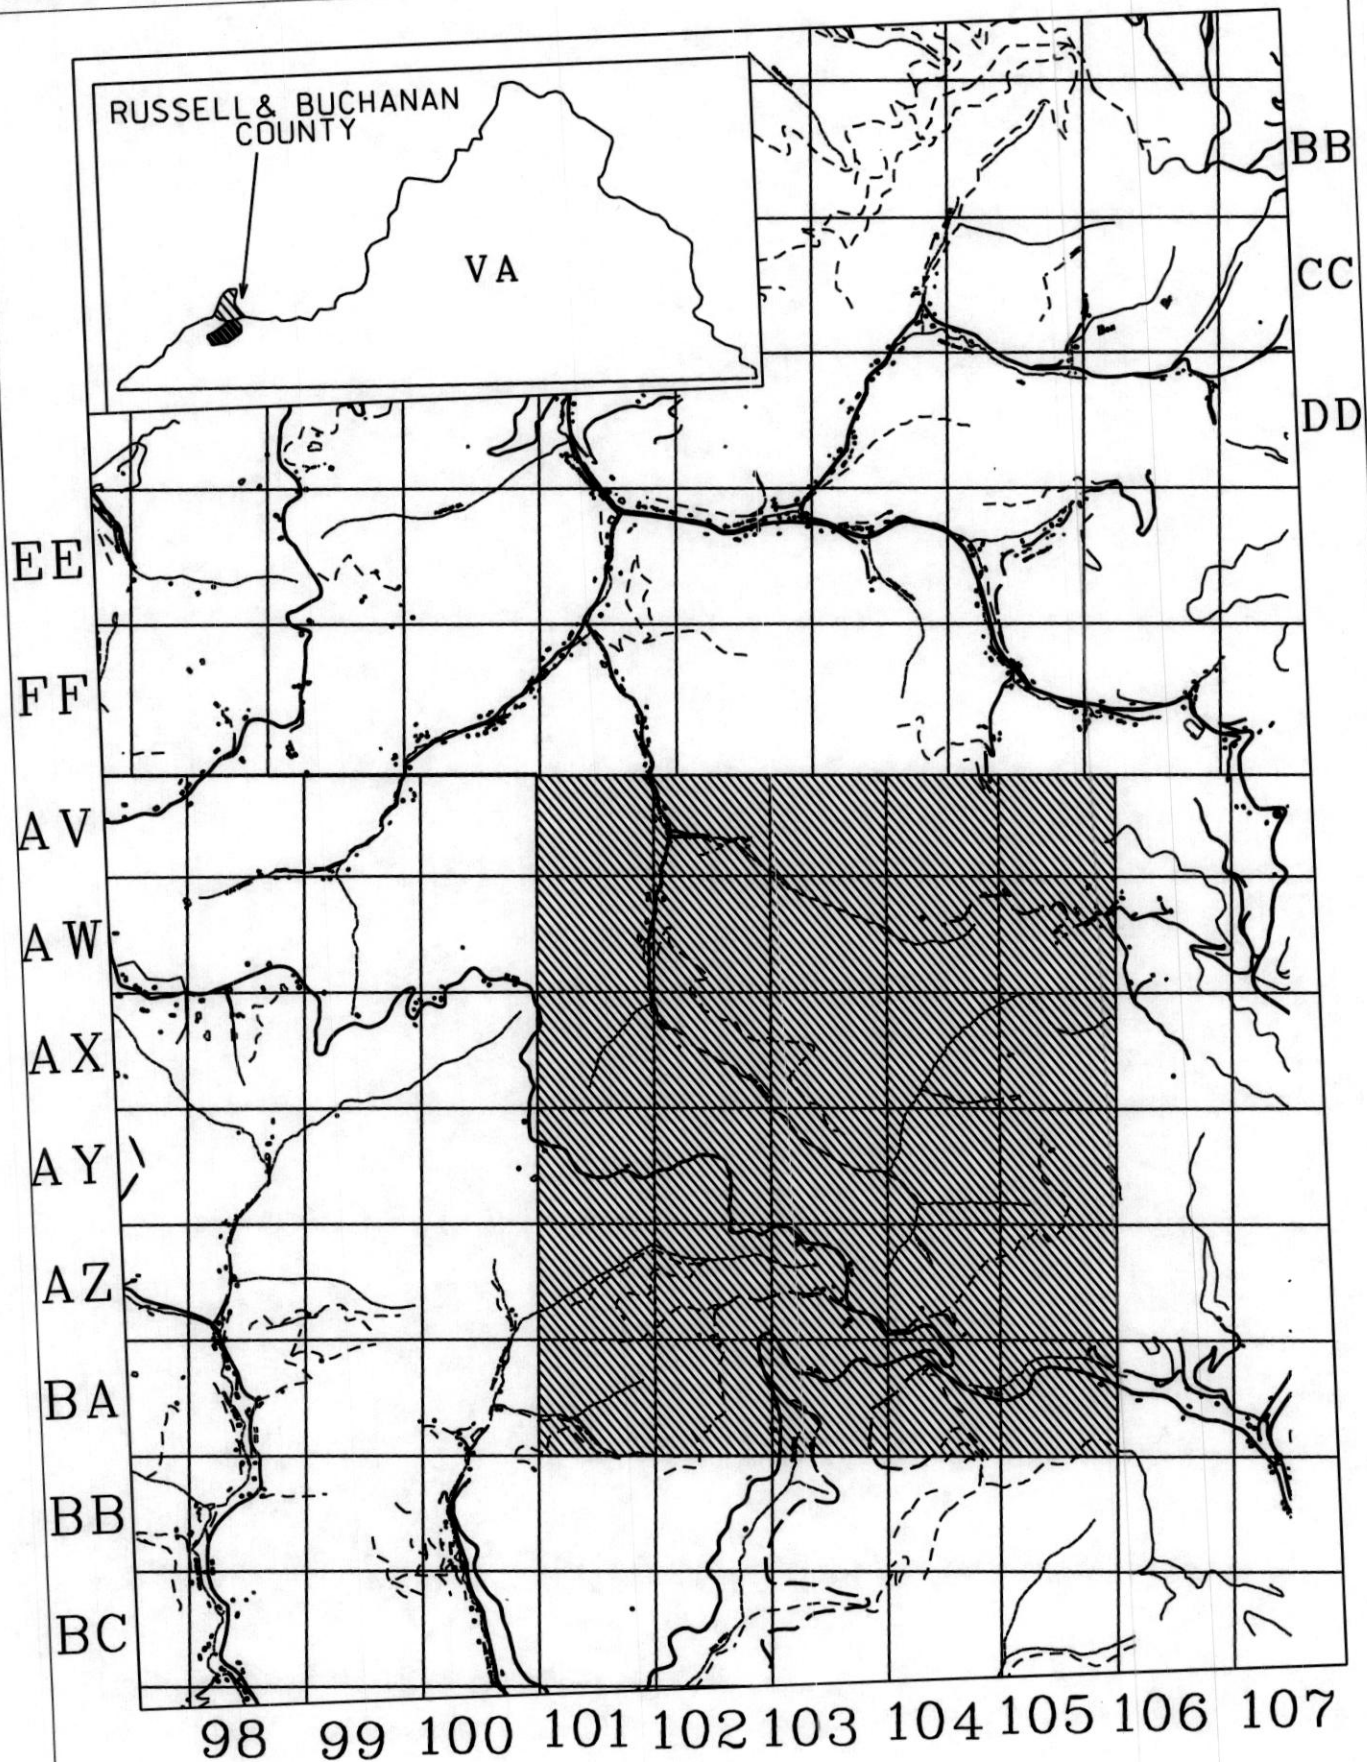 RUSSELL& BUCHANAN
COUNTY
VA
BB
CC
DD
EE
FF
AV
AW
AX
AY
AZ
BA
BB
BC
98 99 100 101 102 103 104 105 106 107